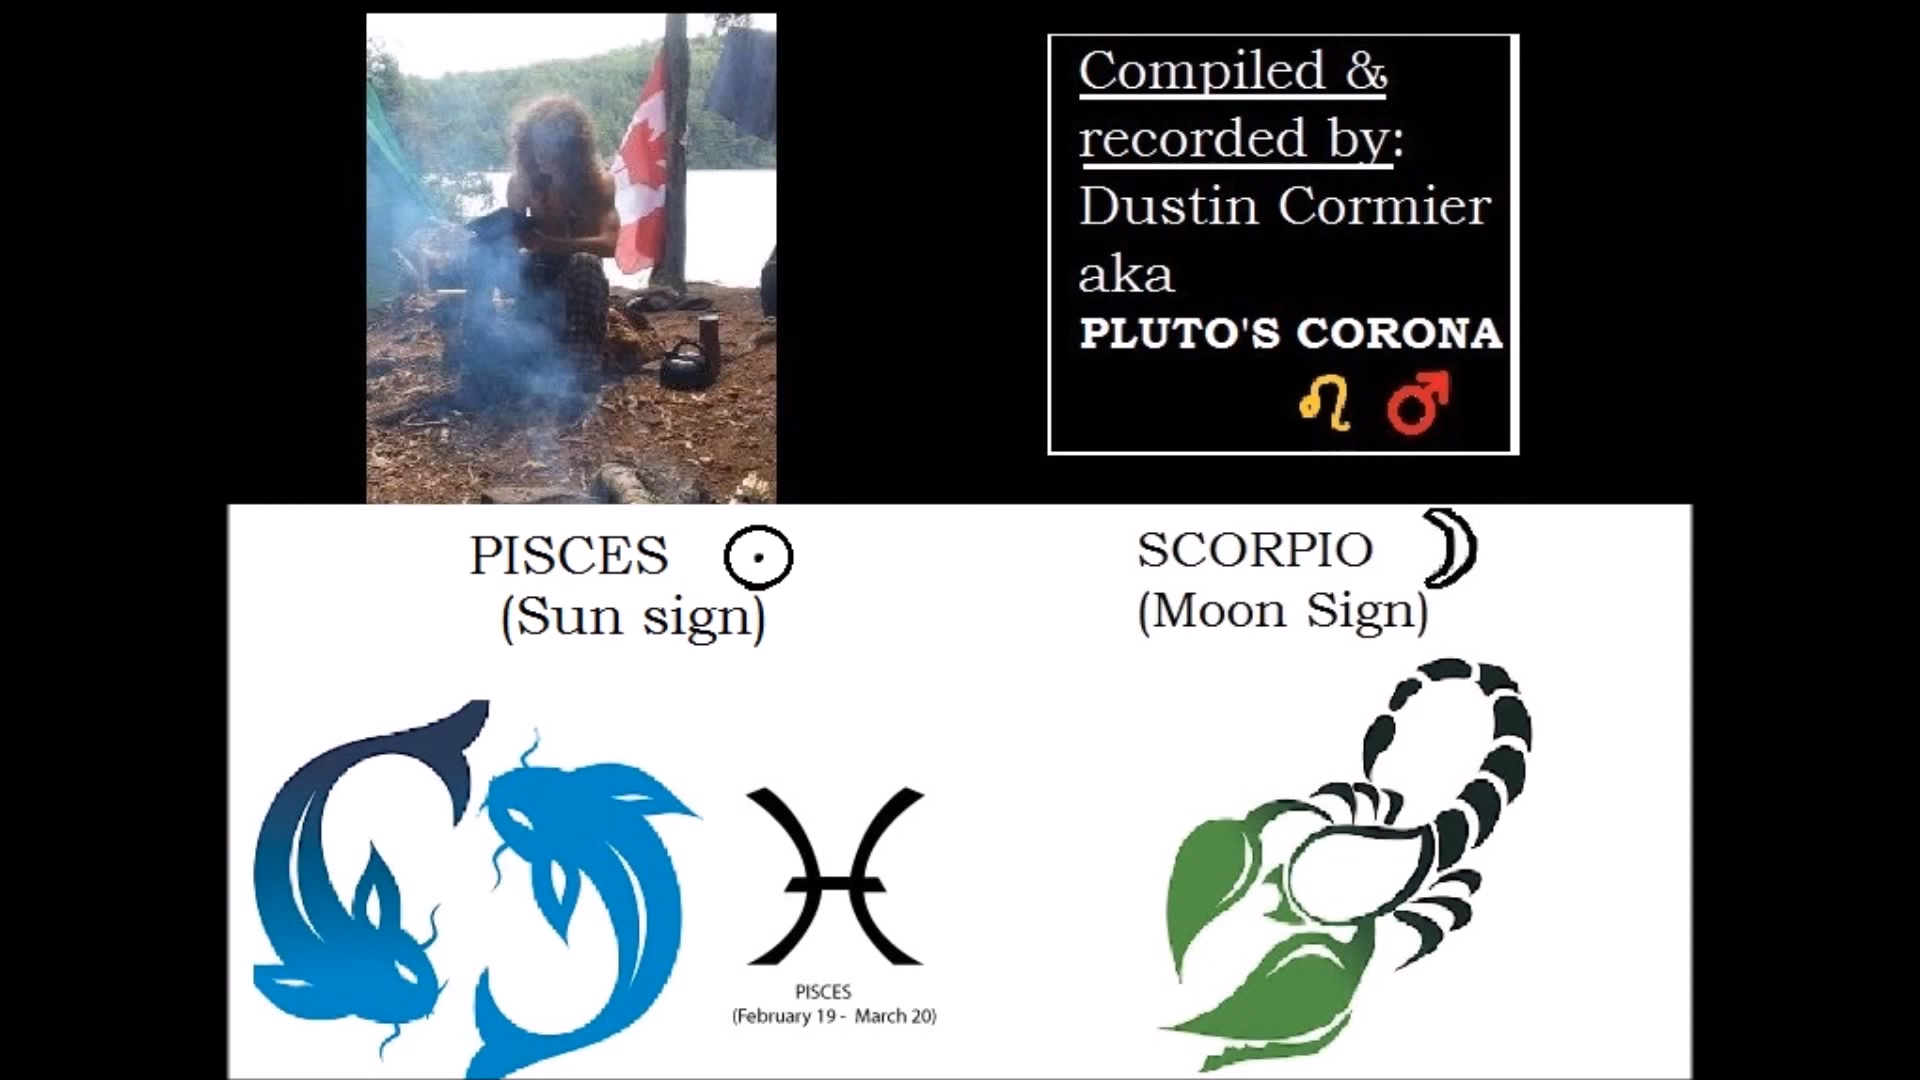 Compiled &
recorded by:
Dustin Cormier
aka
PLUTO'S CORONA
♌ ♂
PISCES ☉
(Sun sign)
SCORPIO ☽
(Moon Sign)
♓
PISCES
(February 19 - March 20)